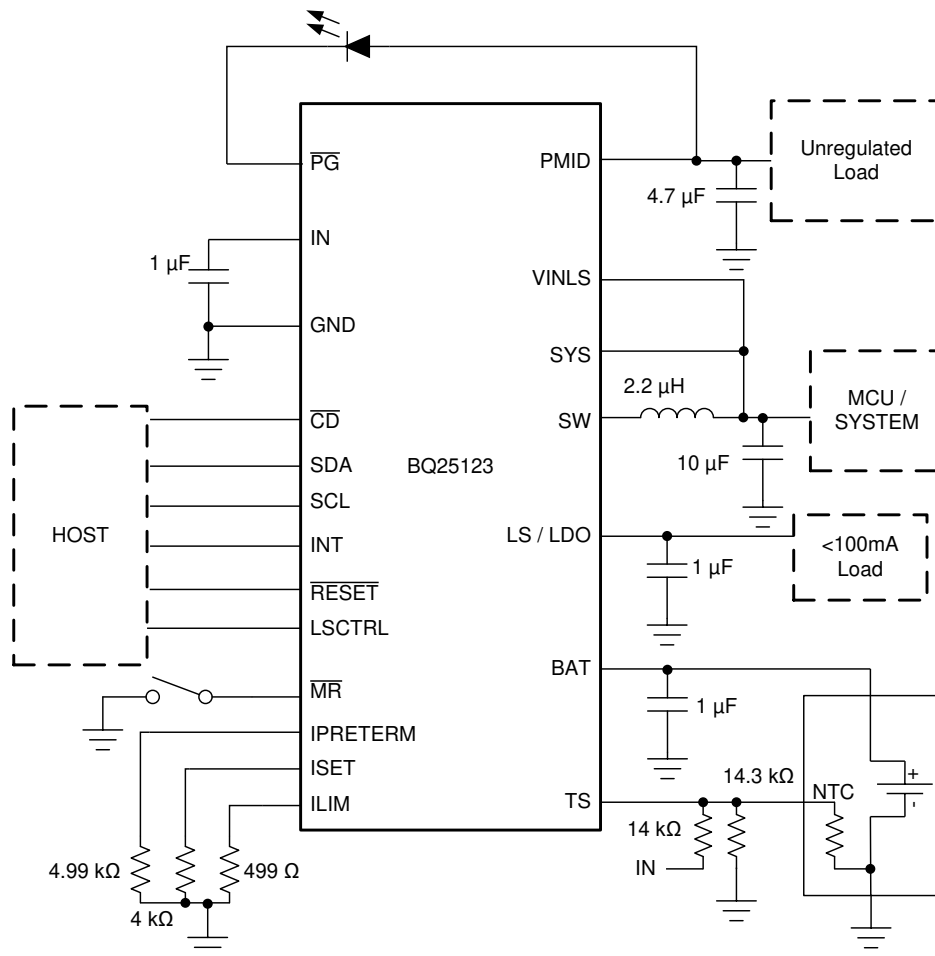 PG
PMID
Unregulated
Load
4.7 µF
IN
1 µF
VINLS
GND
SYS
2.2 µH
MCU /
SYSTEM
CD
SW
SDA
BQ25123
10 µF
SCL
HOST
LS / LDO
<100mA
Load
INT
1 µF
RESET
LSCTRL
BAT
MR
1 µF
IPRETERM
ISET
14.3 kΩ
NTC
+
-
ILIM
TS
14 kΩ
IN
4.99 kΩ
499 Ω
4 kΩ